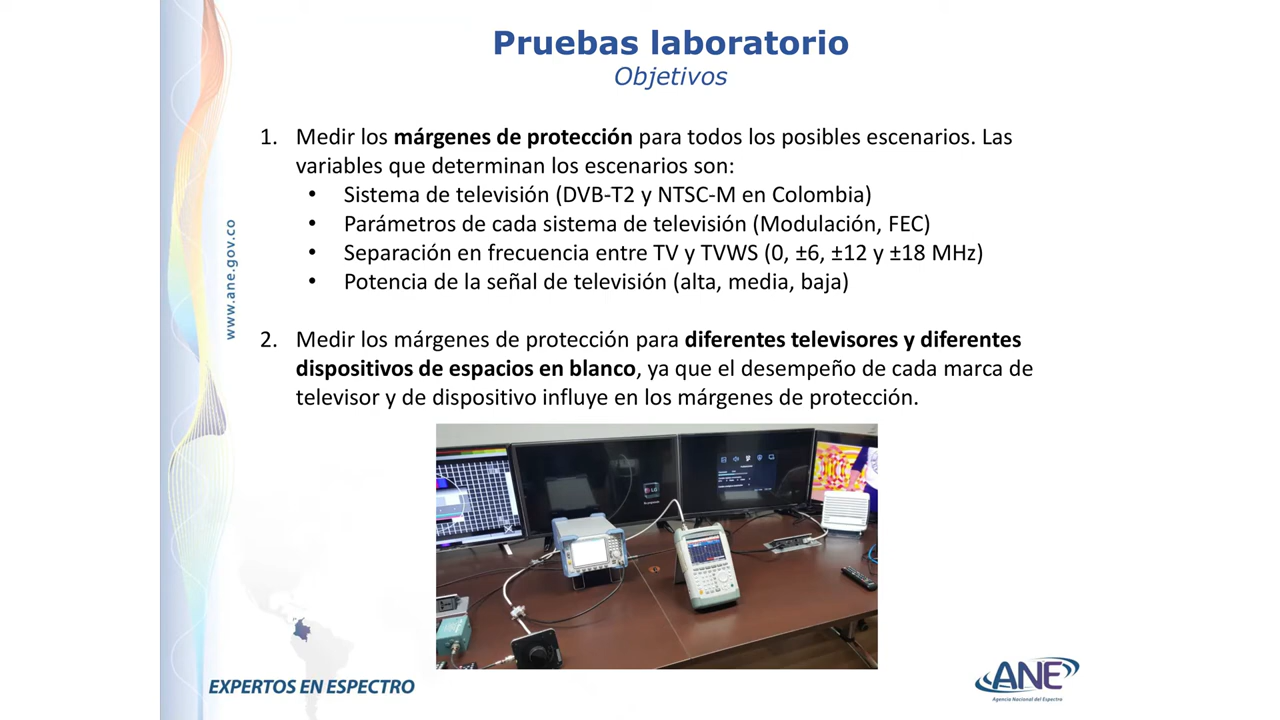 Pruebas laboratorio
Objetivos
1. Medir los márgenes de protección para todos los posibles escenarios. Las
variables que determinan los escenarios son:
• Sistema de televisión (DVB-T2 y NTSC-M en Colombia)
• Parámetros de cada sistema de televisión (Modulación, FEC)
• Separación en frecuencia entre TV y TVWS (0, ±6, ±12 y ±18 MHz)
• Potencia de la señal de televisión (alta, media, baja)
2. Medir los márgenes de protección para diferentes televisores y diferentes
dispositivos de espacios en blanco, ya que el desempeño de cada marca de
televisor y de dispositivo influye en los márgenes de protección.
www.ane.gov.co
LG
EXPERTOS EN ESPECTRO
ANE
Agencia Nacional del Espectro